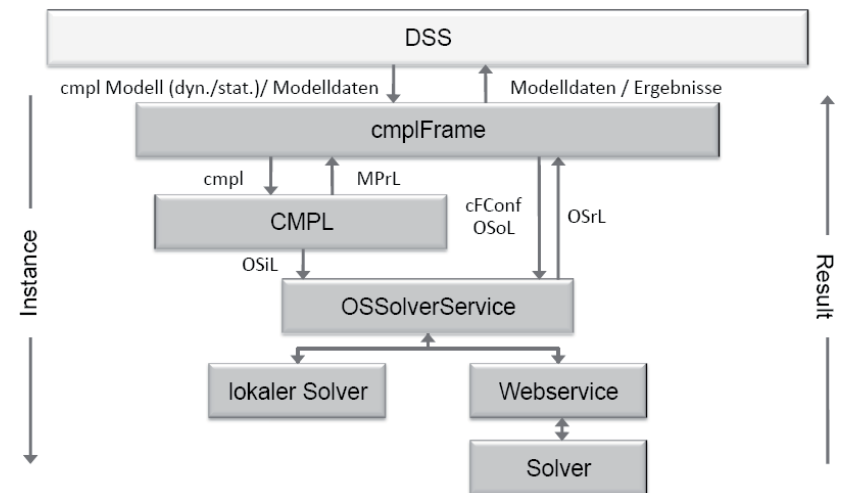 DSS
cmpl Modell (dyn./stat.)/ Modelldaten
Modelldaten / Ergebnisse
cmplFrame
cmpl
MPrL
cFConf
OSoL
OSrL
CMPL
OSiL
OSSolverService
lokaler Solver
Webservice
Solver
Instance
Result